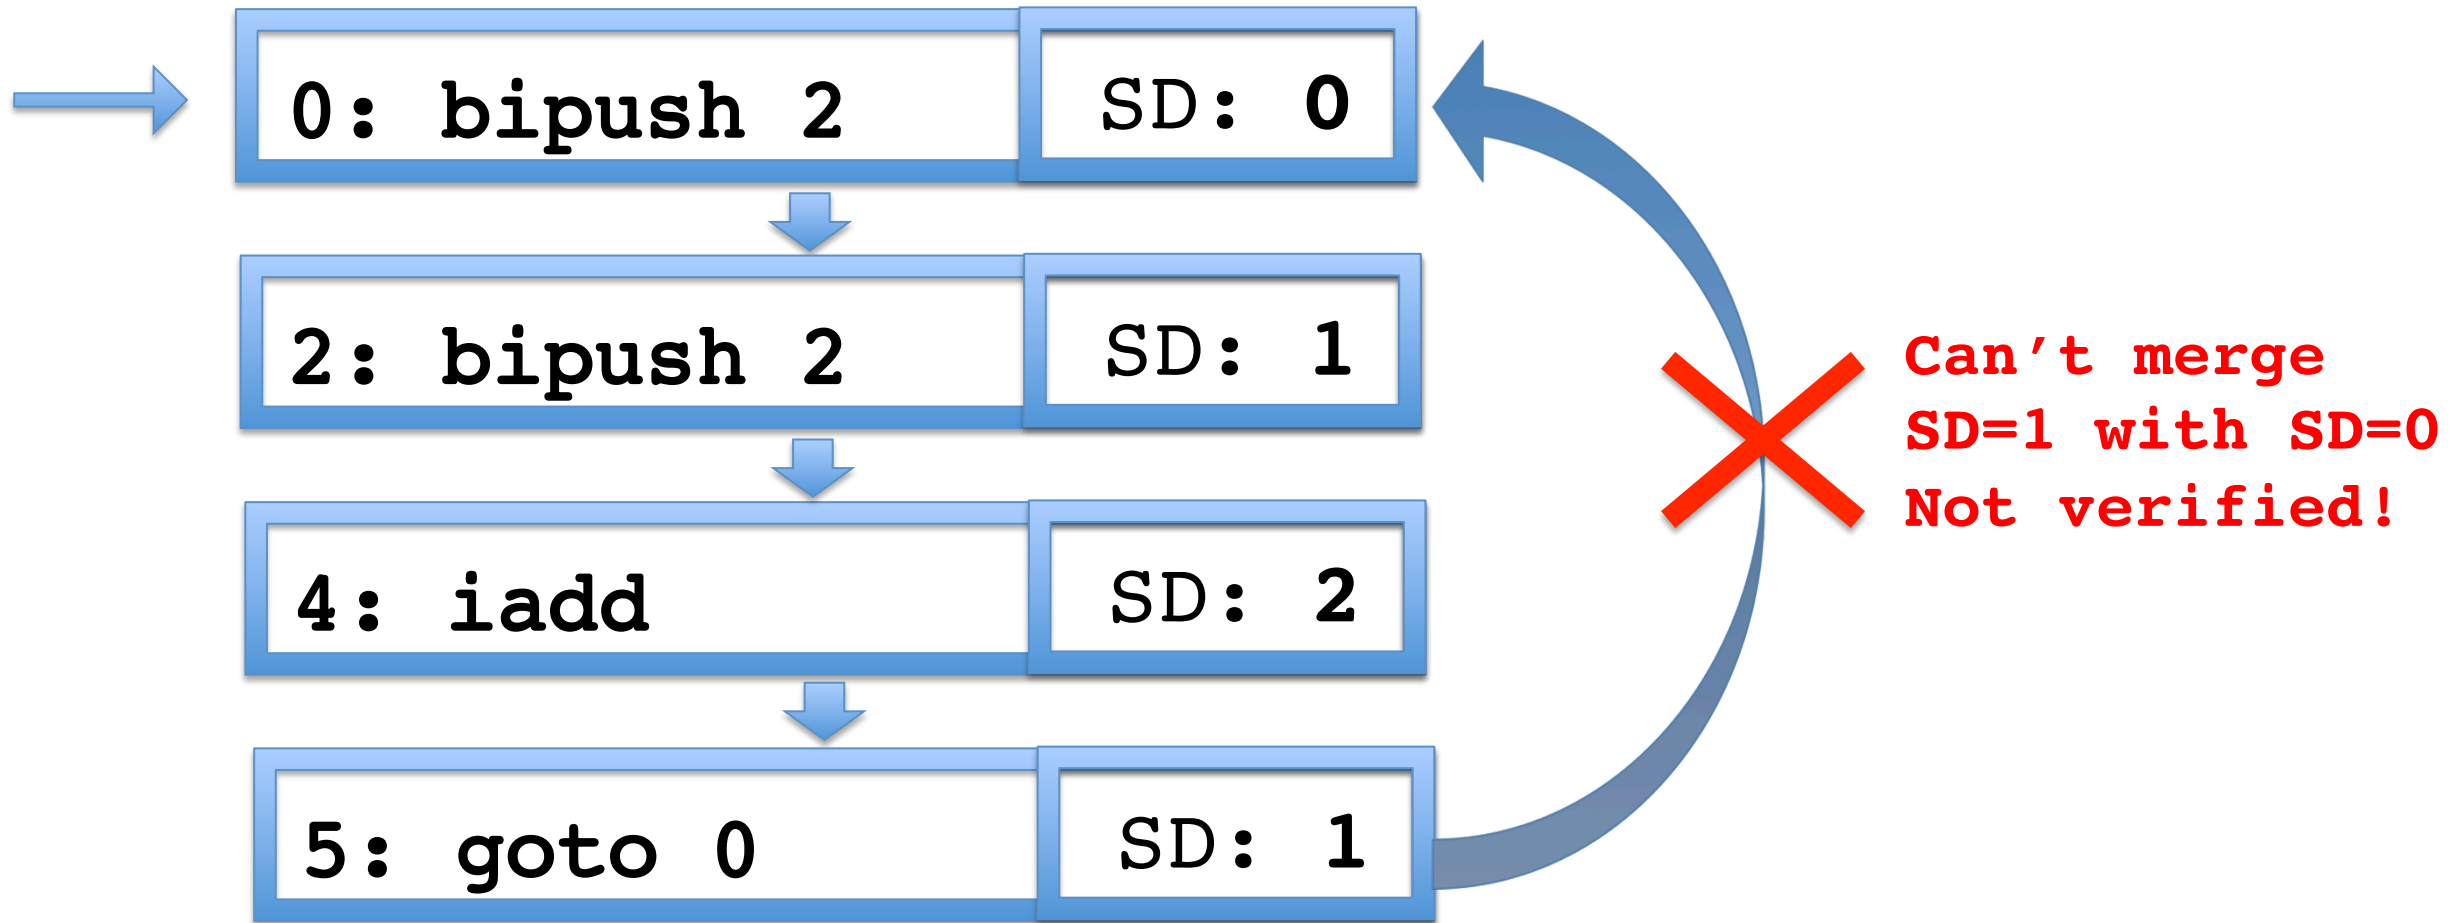 0: bipush 2 SD: 0
2: bipush 2 SD: 1
4: iadd SD: 2
5: goto 0 SD: 1
Can't merge
SD=1 with SD=0
Not verified!